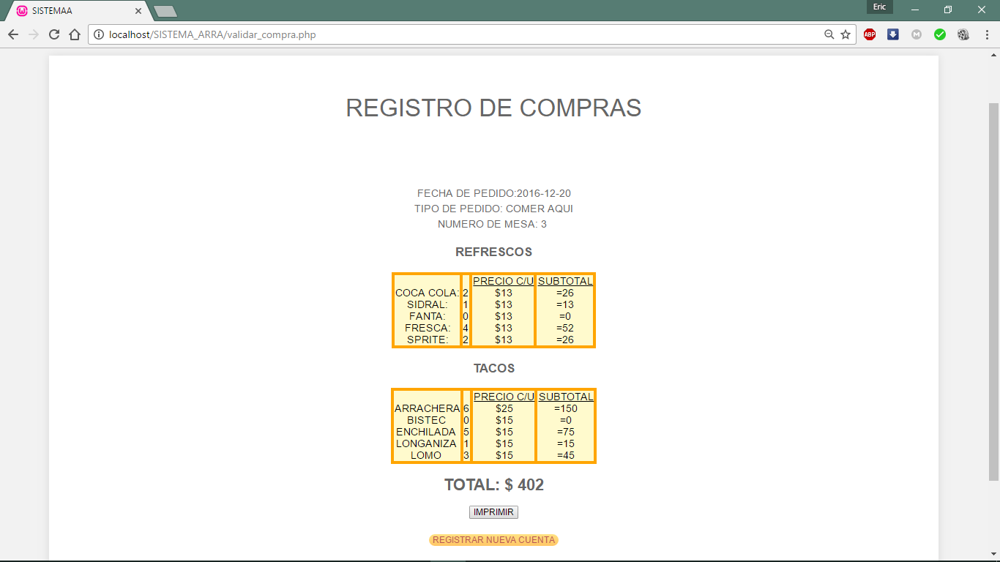 SISTEMAA
Eric
localhost/SISTEMA_ARRA/validar_compra.php
ABP
M
REGISTRO DE COMPRAS
FECHA DE PEDIDO:2016-12-20
TIPO DE PEDIDO: COMER AQUI
NUMERO DE MESA: 3
REFRESCOS
PRECIO C/U SUBTOTAL
COCA COLA: 2 $13 =26
SIDRAL: 1 $13 =13
FANTA: 0 $13 =0
FRESCA: 4 $13 =52
SPRITE: 2 $13 =26
TACOS
PRECIO C/U SUBTOTAL
ARRACHERA 6 $25 =150
BISTEC 0 $15 =0
ENCHILADA 5 $15 =75
LONGANIZA 1 $15 =15
LOMO 3 $15 =45
TOTAL: $ 402
IMPRIMIR
REGISTRAR NUEVA CUENTA